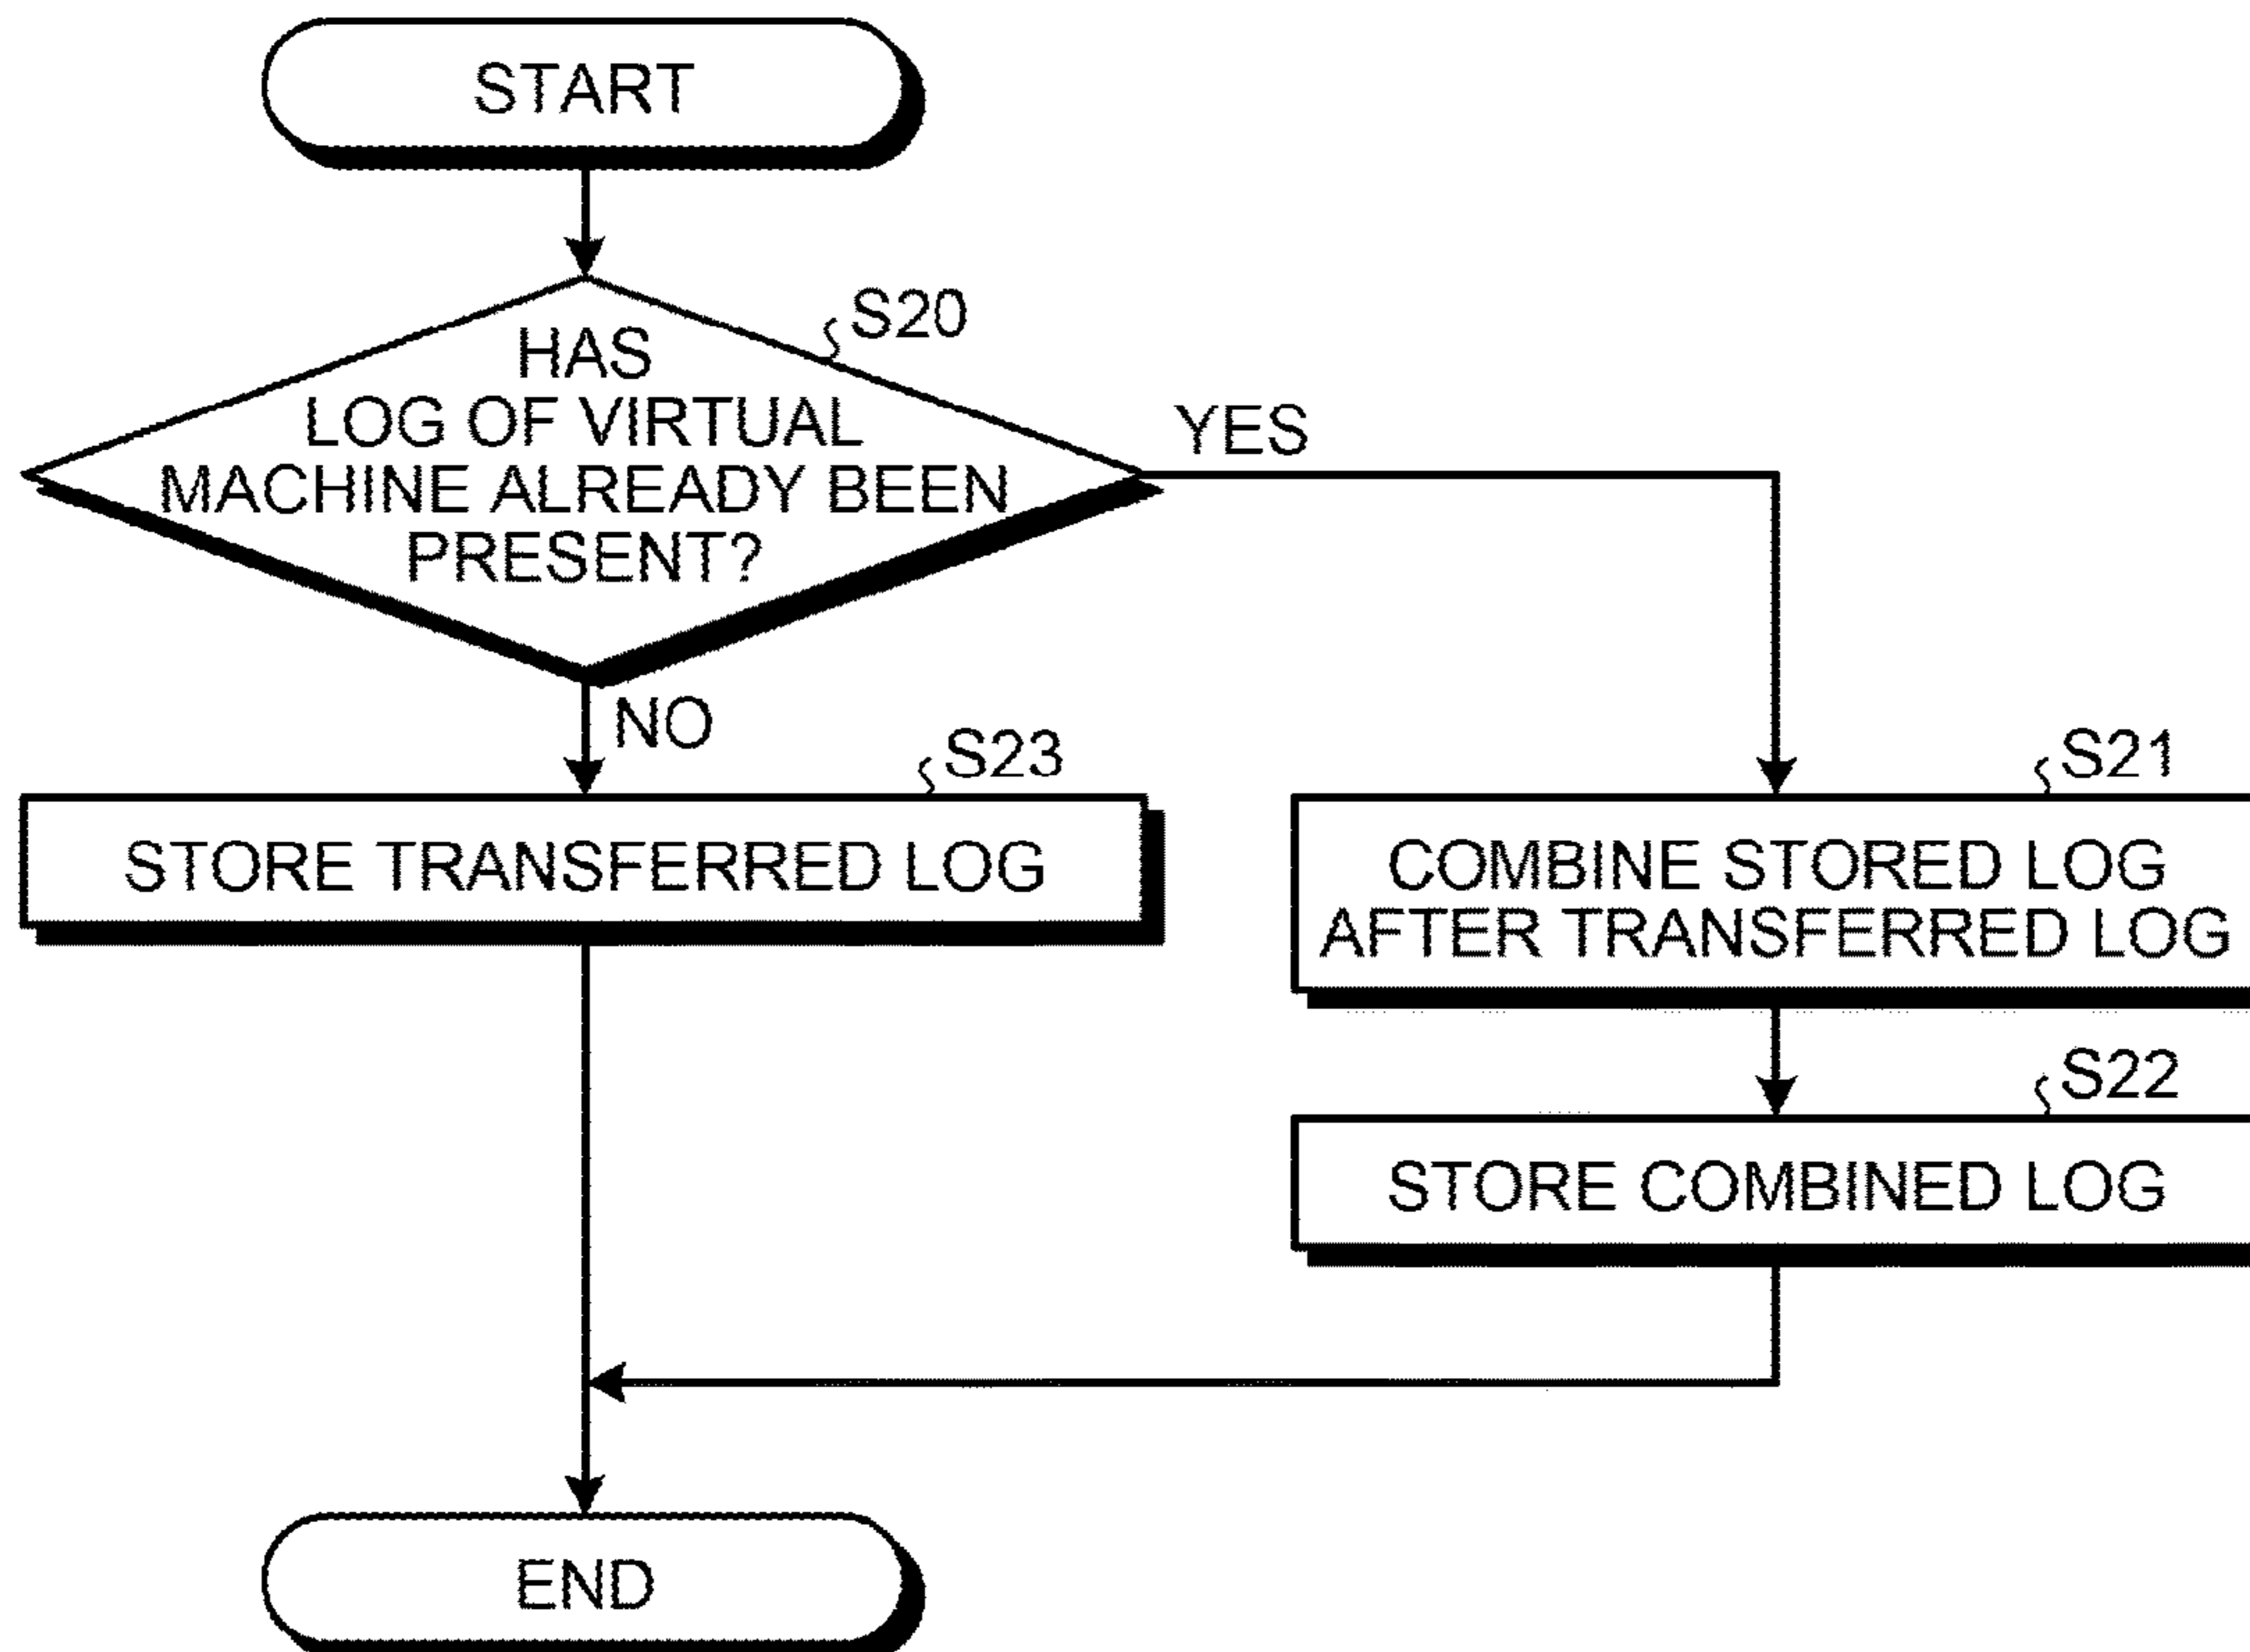 START
S20
HAS
LOG OF VIRTUAL
MACHINE ALREADY BEEN
PRESENT?
YES
NO
S23
STORE TRANSFERRED LOG
S21
COMBINE STORED LOG
AFTER TRANSFERRED LOG
S22
STORE COMBINED LOG
END